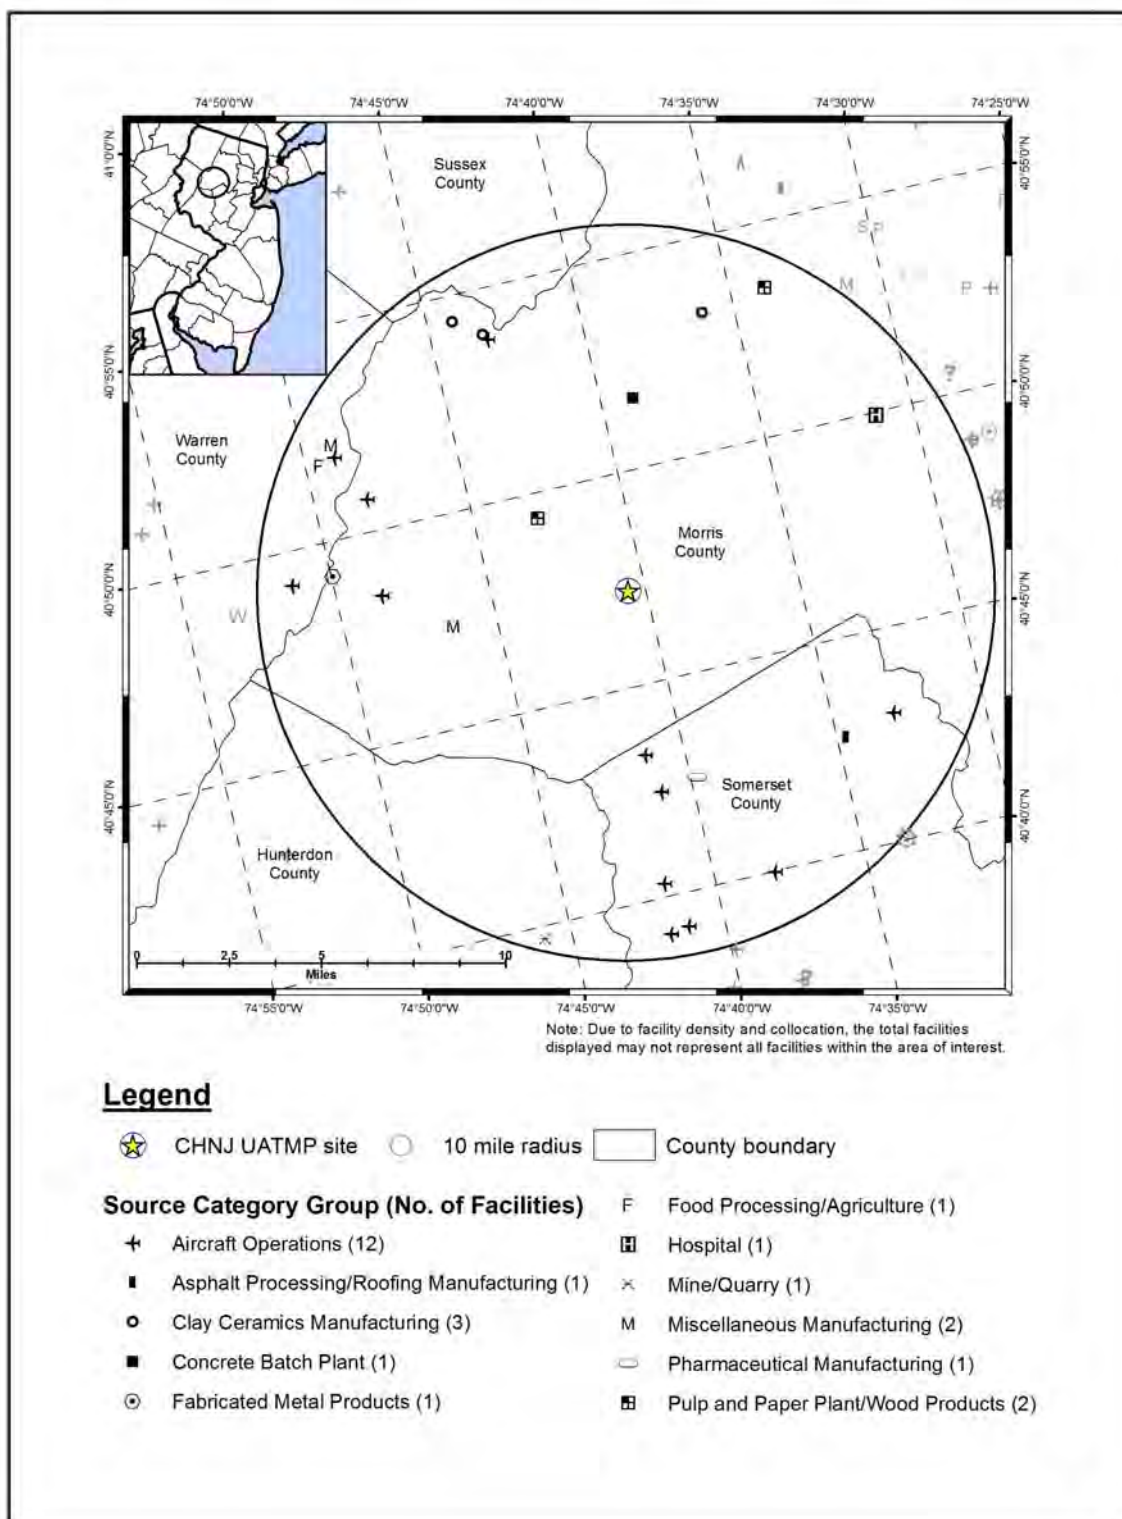 74°50'0"W 74°45'0"W 74°40'0"W 74°35'0"W 74°30'0"W 74°25'0"W
41°0'0"N
40°55'0"N
40°50'0"N
40°45'0"N
40°55'0"N
40°50'0"N
40°45'0"N
40°40'0"N
Sussex
County
Warren
County
Morris
County
Somerset
County
Hunterdon
County
S P
M
P
M
F
W
M
0 2.5 5 10
Miles
74°55'0"W 74°50'0"W 74°45'0"W 74°40'0"W 74°35'0"W
Note: Due to facility density and collocation, the total facilities
displayed may not represent all facilities within the area of interest.
Legend
CHNJ UATMP site 10 mile radius County boundary
Source Category Group (No. of Facilities)
Aircraft Operations (12)
Asphalt Processing/Roofing Manufacturing (1)
Clay Ceramics Manufacturing (3)
Concrete Batch Plant (1)
Fabricated Metal Products (1)
F Food Processing/Agriculture (1)
H Hospital (1)
Mine/Quarry (1)
M Miscellaneous Manufacturing (2)
Pharmaceutical Manufacturing (1)
Pulp and Paper Plant/Wood Products (2)